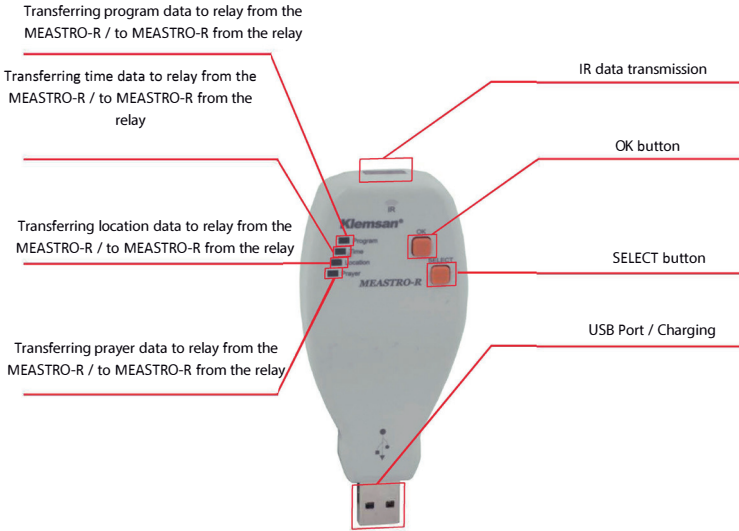 Transferring program data to relay from the
MEASTRO-R / to MEASTRO-R from the relay
Transferring time data to relay from the
MEASTRO-R / to MEASTRO-R from the
relay
Transferring location data to relay from the
MEASTRO-R / to MEASTRO-R from the relay
Transferring prayer data to relay from the
MEASTRO-R / to MEASTRO-R from the relay
IR
Klemsan®
Program
Time
Location
Prayer
OK
SELECT
MEASTRO-R
IR data transmission
OK button
SELECT button
USB Port / Charging